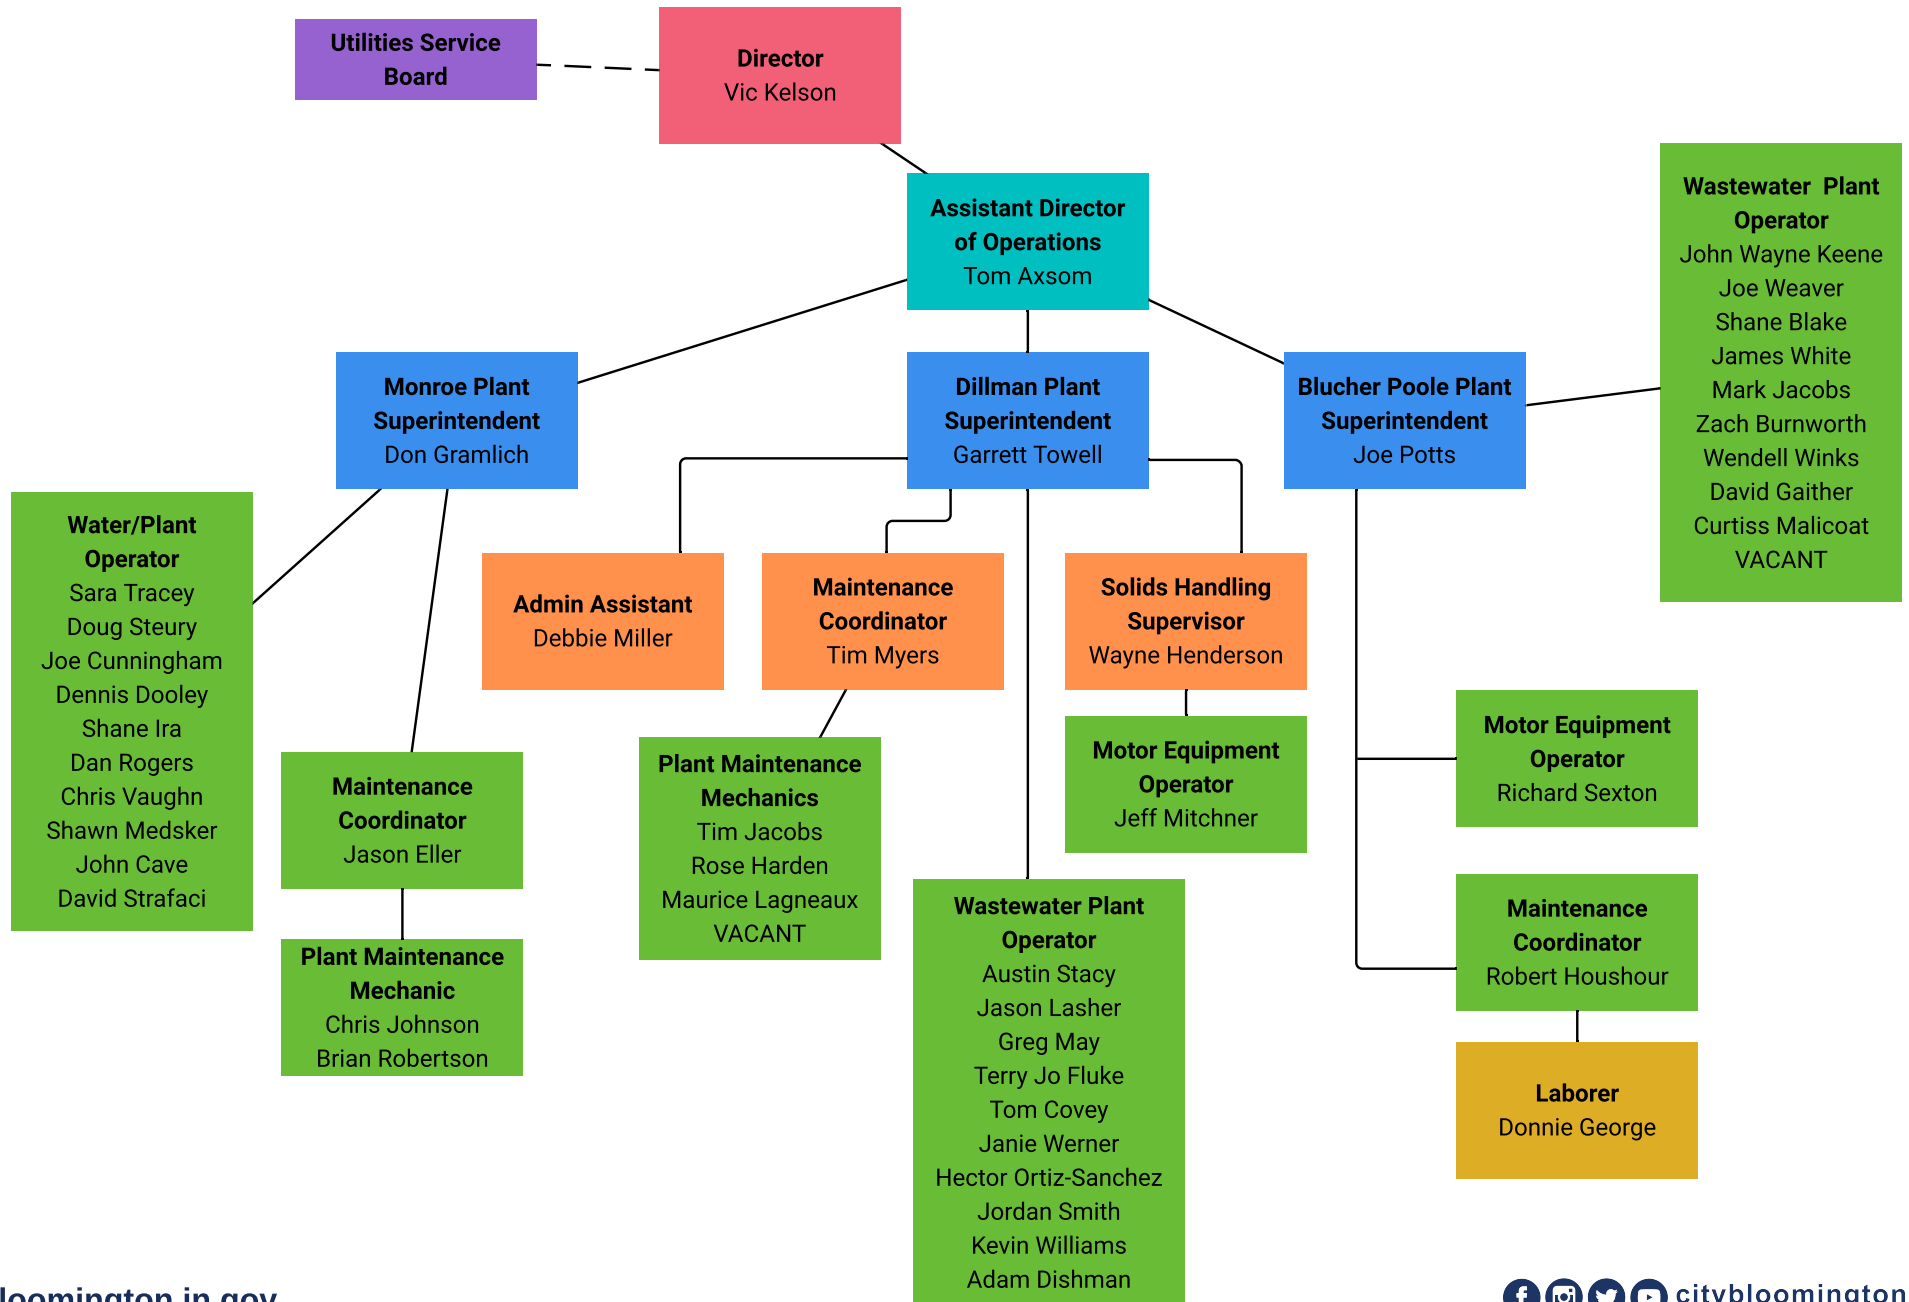 Utilities Service
Board
Director
Vic Kelson
Assistant Director
of Operations
Tom Axsom
Wastewater  Plant
Operator
John Wayne Keene
Joe Weaver
Shane Blake
James White
Mark Jacobs
Zach Burnworth
Wendell Winks
David Gaither
Curtiss Malicoat
VACANT
Monroe Plant
Superintendent
Don Gramlich
Dillman Plant
Superintendent
Garrett Towell
Blucher Poole Plant
Superintendent
Joe Potts
Water/Plant
Operator
Sara Tracey
Doug Steury
Joe Cunningham
Dennis Dooley
Shane Ira
Dan Rogers
Chris Vaughn
Shawn Medsker
John Cave
David Strafaci
Admin Assistant
Debbie Miller
Maintenance
Coordinator
Tim Myers
Solids Handling
Supervisor
Wayne Henderson
Maintenance
Coordinator
Jason Eller
Plant Maintenance
Mechanics
Tim Jacobs
Rose Harden
Maurice Lagneaux
VACANT
Motor Equipment
Operator
Jeff Mitchner
Motor Equipment
Operator
Richard Sexton
Plant Maintenance
Mechanic
Chris Johnson
Brian Robertson
Wastewater Plant
Operator
Austin Stacy
Jason Lasher
Greg May
Terry Jo Fluke
Tom Covey
Janie Werner
Hector Ortiz-Sanchez
Jordan Smith
Kevin Williams
Adam Dishman
Maintenance
Coordinator
Robert Houshour
Laborer
Donnie George
loomington.in.gov
citybloomington